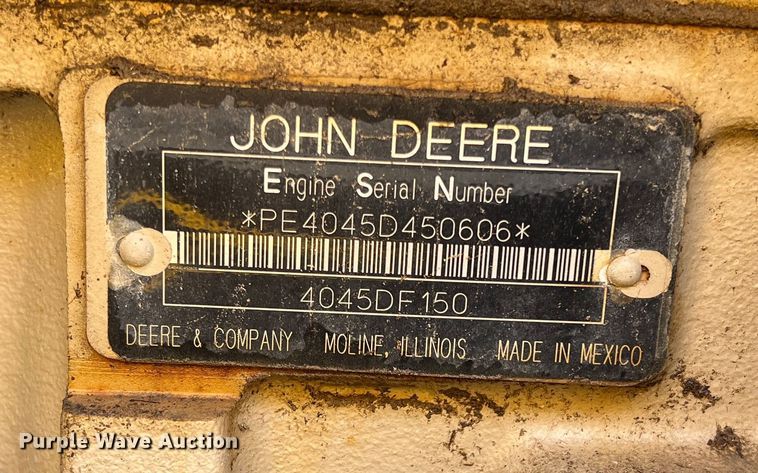 JOHN DEERE
Engine Serial Number
*PE4045D450606*
4045DF150
DEERE & COMPANY MOLINE, ILLINOIS MADE IN MEXICO
Purple Wave Auction